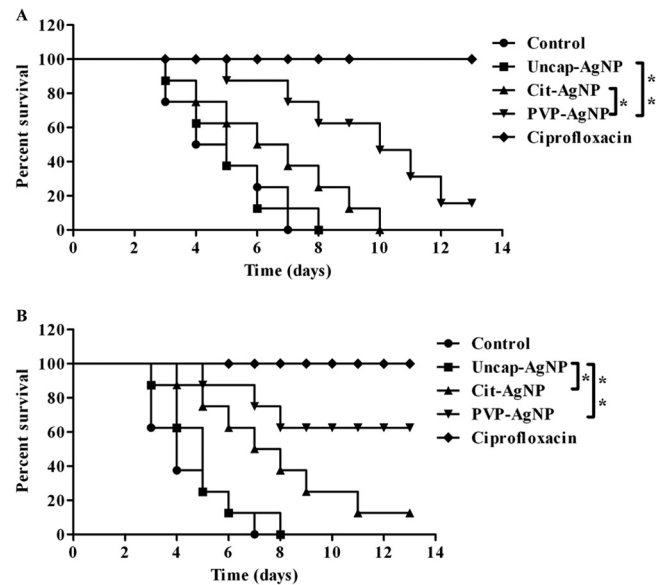 A
120
100
80
60
40
20
0
Percent survival
0 2 4 6 8 10 12 14
Time (days)
Control
Uncap-AgNP
Cit-AgNP
PVP-AgNP
Ciprofloxacin
*
* *
B
120
100
80
60
40
20
0
Percent survival
0 2 4 6 8 10 12 14
Time (days)
Control
Uncap-AgNP
Cit-AgNP
PVP-AgNP
Ciprofloxacin
*
* *